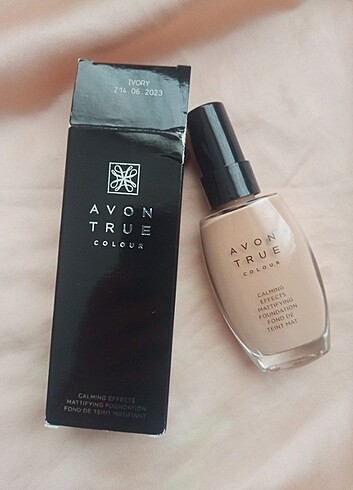 IVORY
Z14.06.2023
AVON
TRUE
COLOUR
CALMING EFFECTS
MATTIFYING FOUNDATION
FOND DE TEINT MATIFIANT
AVON
TRUE
COLOUR
CALMING
EFFECTS
MATTIFYING
FOUNDATION
FOND DE
TEINT MAT